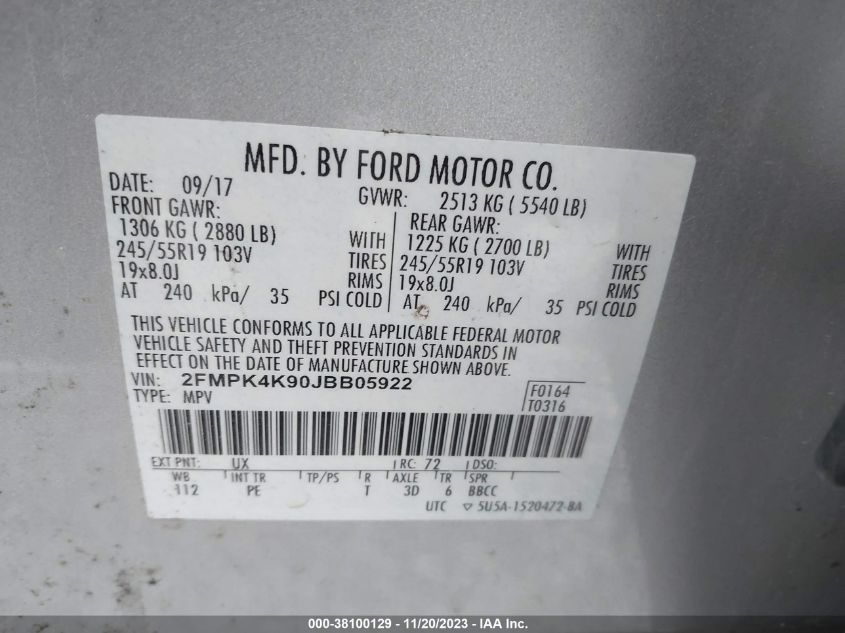 MFD. BY FORD MOTOR CO.
DATE: 09/17 GVWR: 2513 KG ( 5540 LB)
FRONT GAWR: REAR GAWR:
1306 KG ( 2880 LB) WITH 1225 KG ( 2700 LB) WITH
245/55R19 103V TIRES 245/55R19 103V TIRES
19x8.0J RIMS 19x8.0J RIMS
AT 240 kPa/ 35 PSI COLD AT 240 kPa/ 35 PSI COLD
THIS VEHICLE CONFORMS TO ALL APPLICABLE FEDERAL MOTOR
VEHICLE SAFETY AND THEFT PREVENTION STANDARDS IN
EFFECT ON THE DATE OF MANUFACTURE SHOWN ABOVE.
VIN: 2FMPK4K90JBB05922 F0164
TYPE: MPV T0316
EXT PNT: UX RC: 72 DSO:
WB INT TR TP/PS R AXLE TR SPR
112 PE T 3D 6 BBCC
UTC ▽ 5U5A-1520472-BA
000-38100129 - 11/20/2023 - IAA Inc.